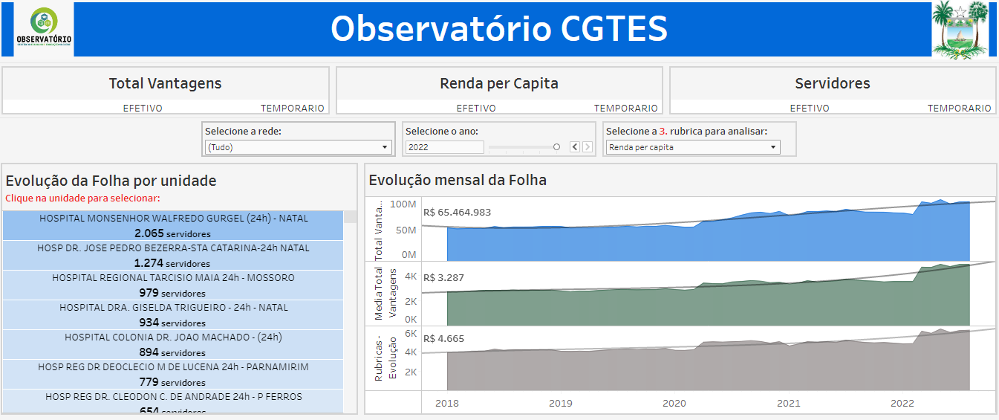 OBSERVATÓRIO
Observatório CGTES
Total Vantagens
EFETIVO TEMPORARIO
Renda per Capita
EFETIVO TEMPORARIO
Servidores
EFETIVO TEMPORARIO
Selecione a rede:
(Tudo)
Selecione o ano:
2022
Selecione a 3. rubrica para analisar:
Renda per capita
Evolução da Folha por unidade
Clique na unidade para selecionar:
HOSPITAL MONSENHOR WALFREDO GURGEL (24h) - NATAL
2.065 servidores
HOSP DR. JOSE PEDRO BEZERRA-STA CATARINA-24h NATAL
1.274 servidores
HOSPITAL REGIONAL TARCISIO MAIA 24h - MOSSORO
979 servidores
HOSPITAL DRA. GISELDA TRIGUEIRO - 24h - NATAL
934 servidores
HOSPITAL COLONIA DR. JOAO MACHADO - (24h)
894 servidores
HOSP REG DR DEOCLECIO M DE LUCENA 24h - PARNAMIRIM
779 servidores
HOSP REG DR. CLEODON C. DE ANDRADE 24h - P FERROS
654 servidores
Evolução mensal da Folha
Total Vanta...
100M
50M
0M
R$ 65.464.983
Media Total
Vantagens
4K
2K
0K
R$ 3.287
Rubricas -
Evolução
6K
4K
2K
R$ 4.665
2018 2019 2020 2021 2022